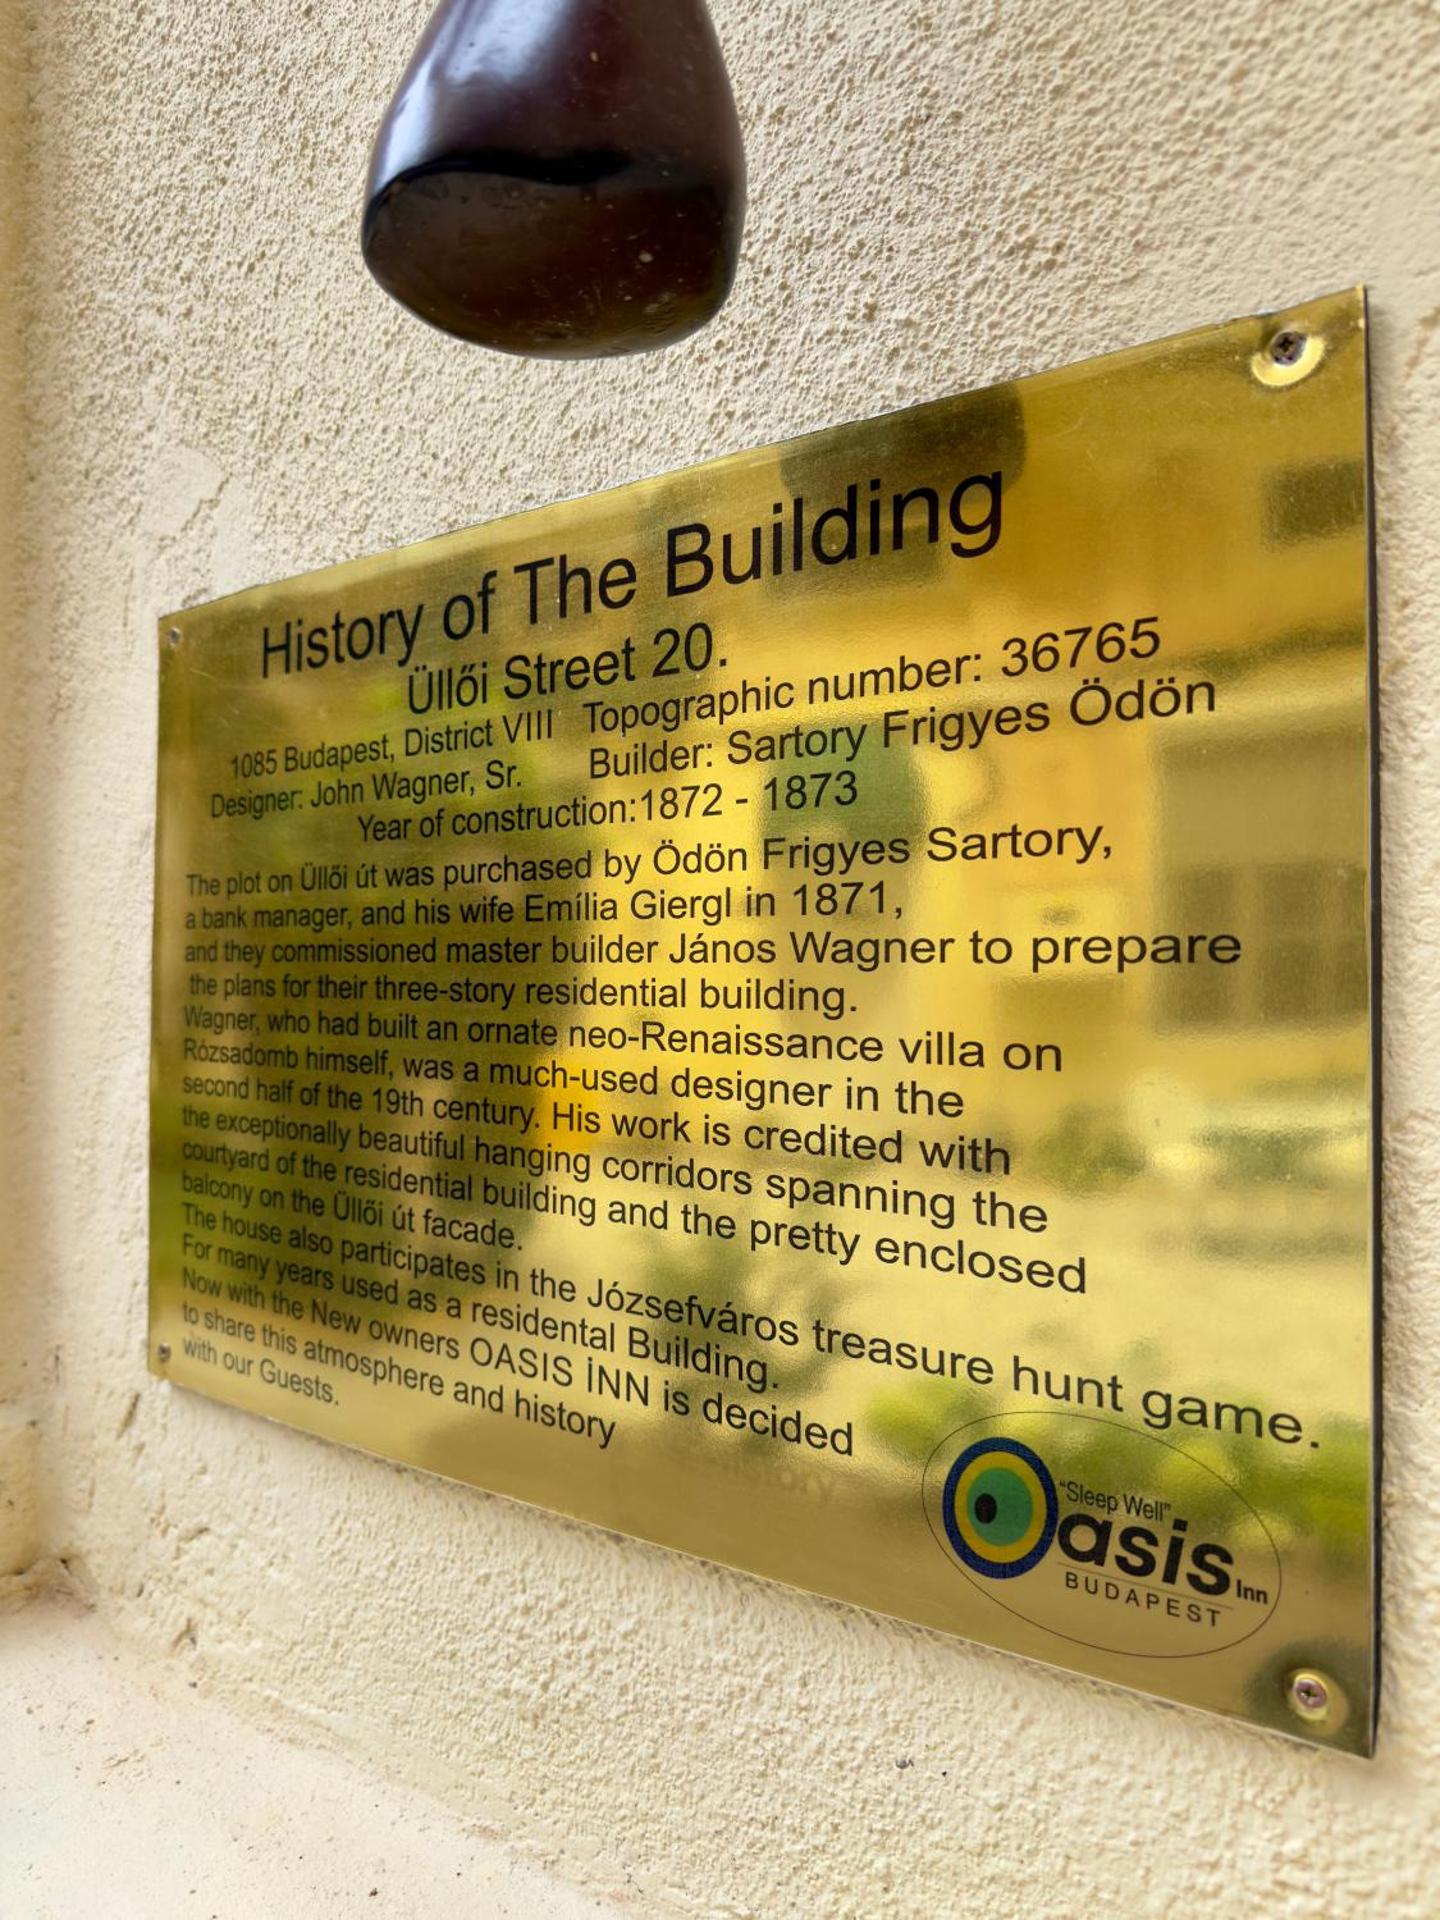 History of The Building
Üllői Street 20.
1085 Budapest, District VIII Topographic number: 36765
Designer: John Wagner, Sr. Builder: Sartory Frigyes Ödön
Year of construction:1872 - 1873
The plot on Üllői út was purchased by Ödön Frigyes Sartory,
a bank manager, and his wife Emília Giergl in 1871,
and they commissioned master builder János Wagner to prepare
the plans for their three-story residential building.
Wagner, who had built an ornate neo-Renaissance villa on
Rózsadomb himself, was a much-used designer in the
second half of the 19th century. His work is credited with
the exceptionally beautiful hanging corridors spanning the
courtyard of the residential building and the pretty enclosed
balcony on the Üllői út facade.
The house also participates in the Józsefváros treasure hunt game.
For many years used as a residental Building.
Now with the New owners OASIS İNN is decided
to share this atmosphere and history
with our Guests.
"Sleep Well"
Oasis Inn
BUDAPEST